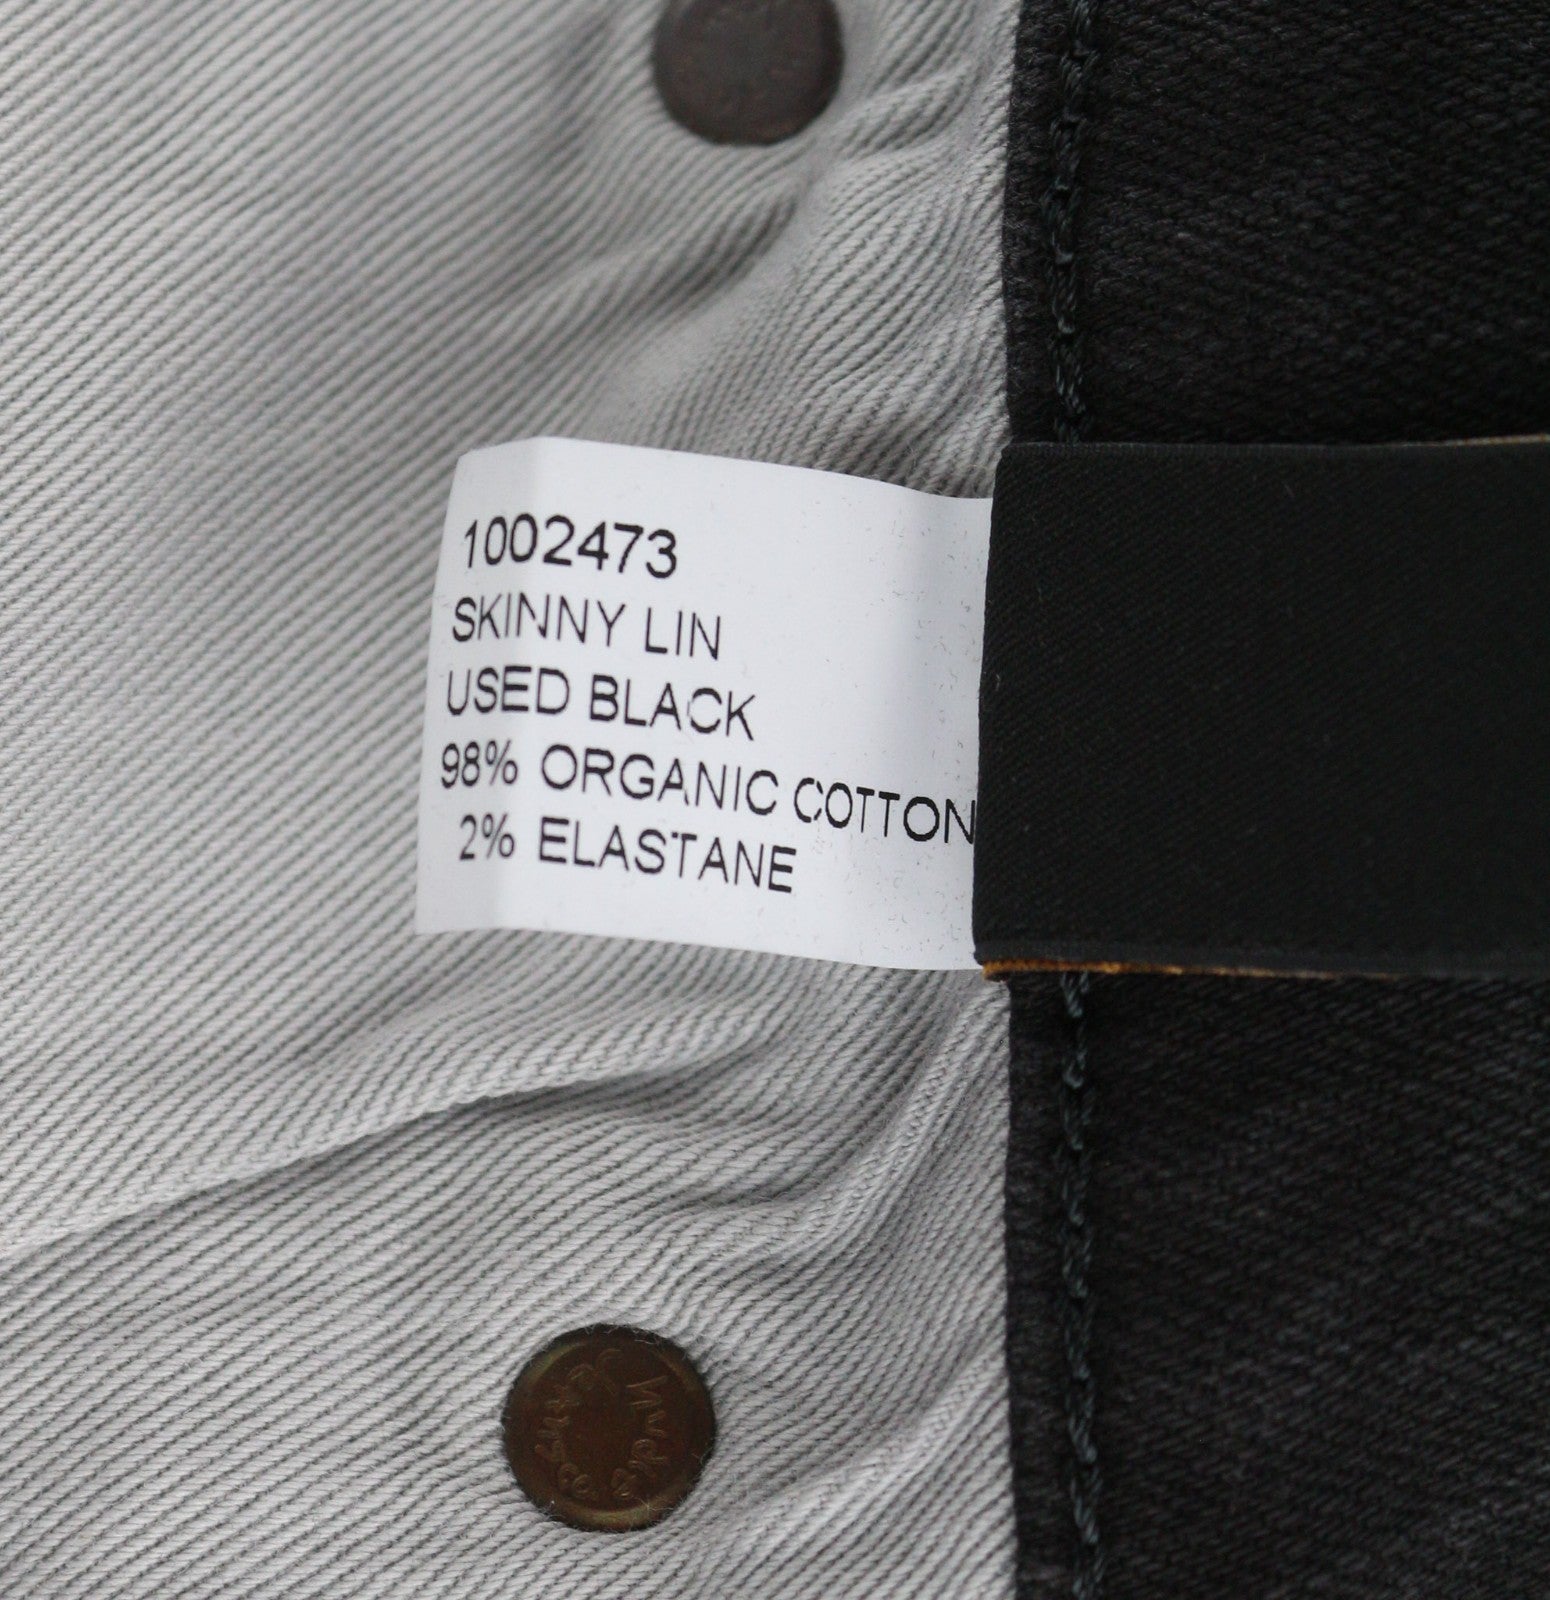 1002473
SKINNY LIN
USED BLACK
98% ORGANIC COTTON
2% ELASTANE